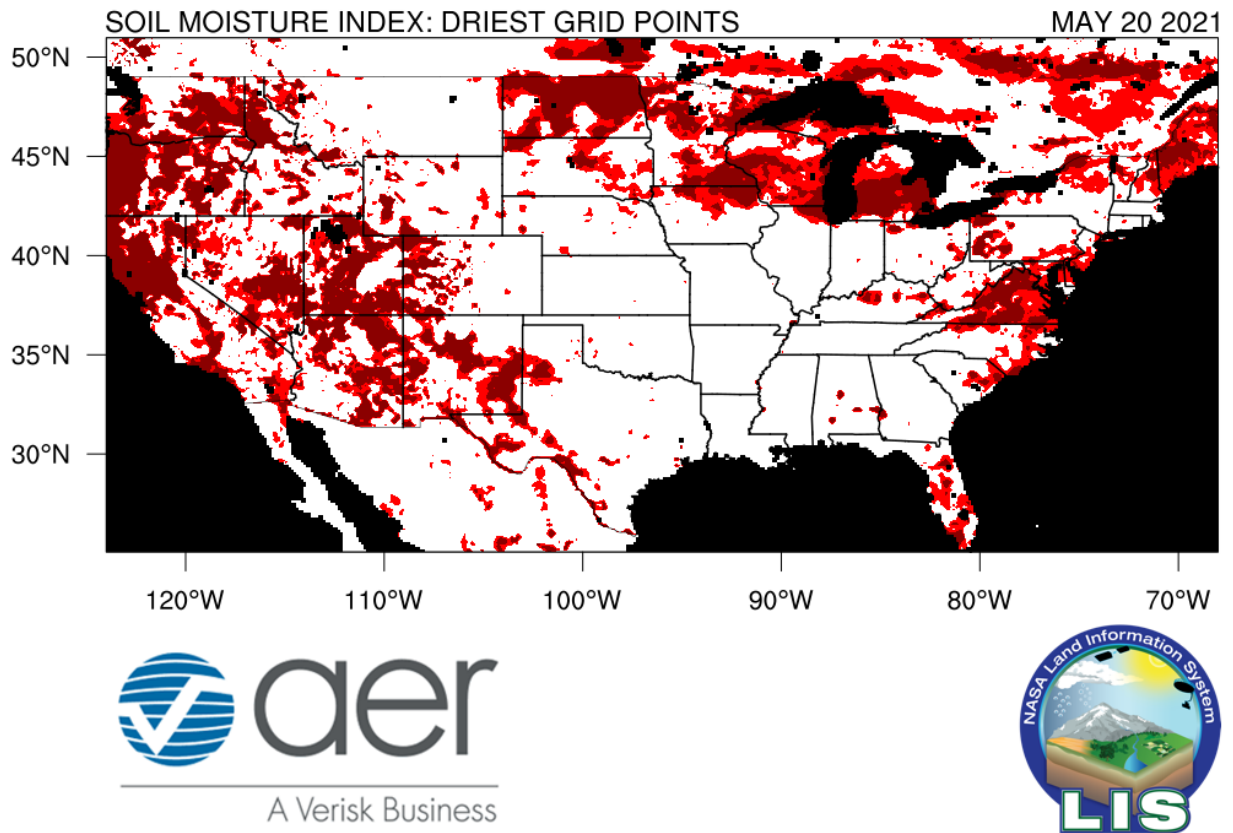 SOIL MOISTURE INDEX: DRIEST GRID POINTS MAY 20 2021
50°N
45°N
40°N
35°N
30°N
120°W 110°W 100°W 90°W 80°W 70°W
aer
A Verisk Business
NASA Land Information System
LIS